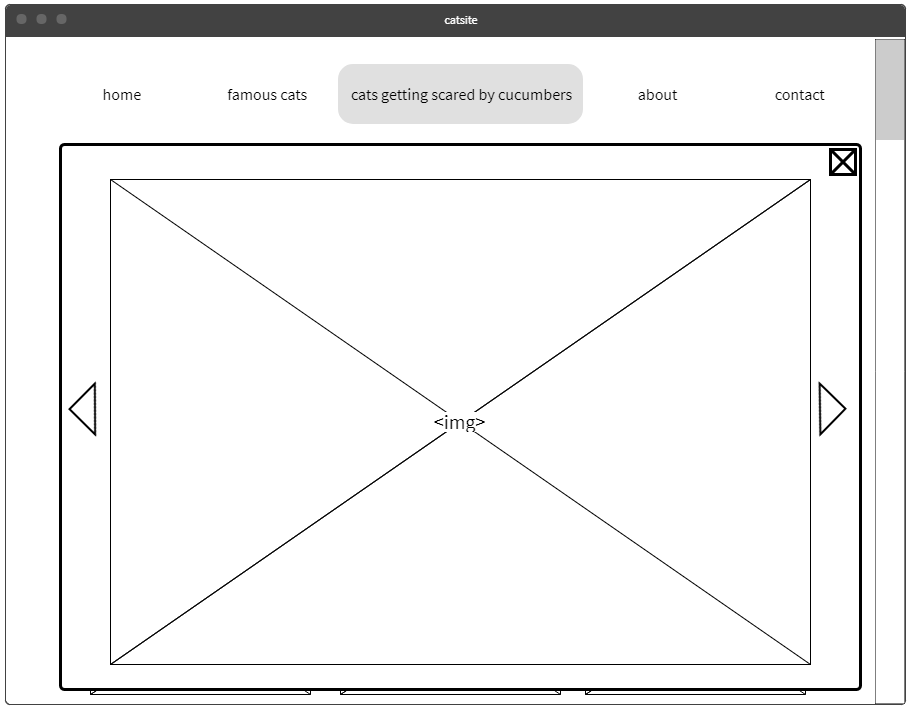 catsite
home famous cats cats getting scared by cucumbers about contact
<img>